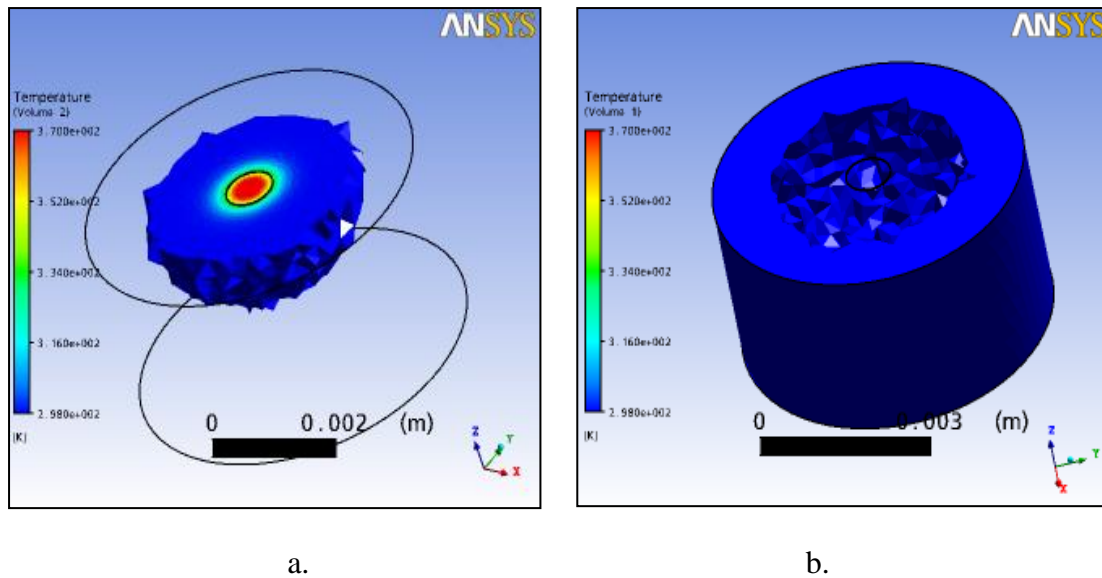 ANSYS
Temperature
(Volume 2)
3.700e+002
3.520e+002
3.340e+002
3.160e+002
2.980e+002
[K]
0 0.002 (m)
Z
Y
X
a.
ANSYS
Temperature
(Volume 1)
3.700e+002
3.520e+002
3.340e+002
3.160e+002
2.980e+002
[K]
0 0.003 (m)
Z
Y
X
b.